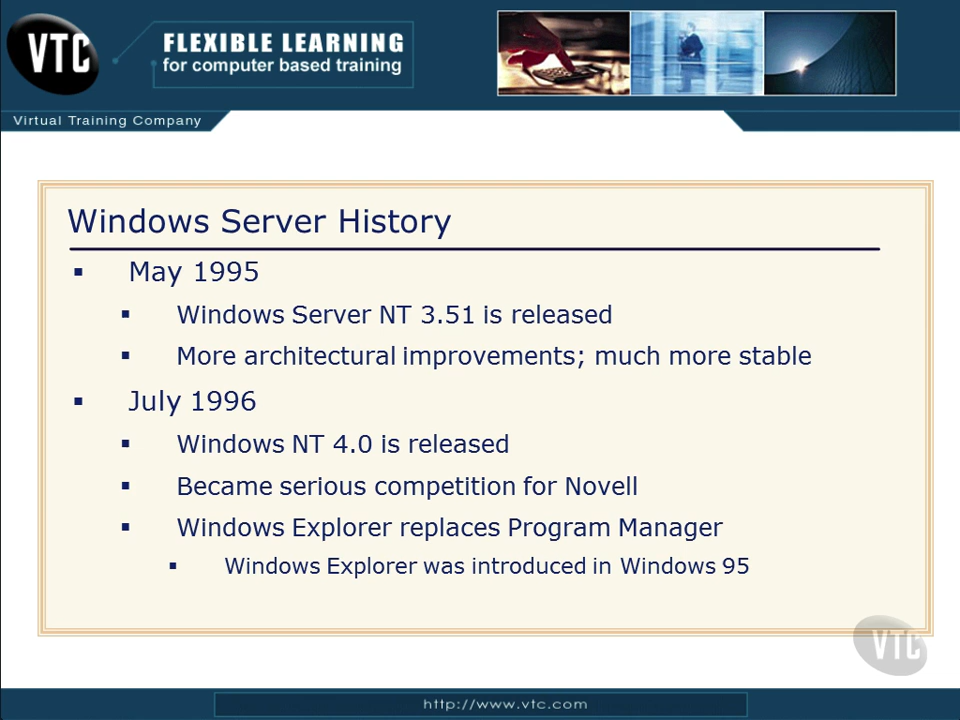 VTC
FLEXIBLE LEARNING
for computer based training
Virtual Training Company
Windows Server History
▪ May 1995
▪ Windows Server NT 3.51 is released
▪ More architectural improvements; much more stable
▪ July 1996
▪ Windows NT 4.0 is released
▪ Became serious competition for Novell
▪ Windows Explorer replaces Program Manager
▪ Windows Explorer was introduced in Windows 95
VTC
http://www.vtc.com